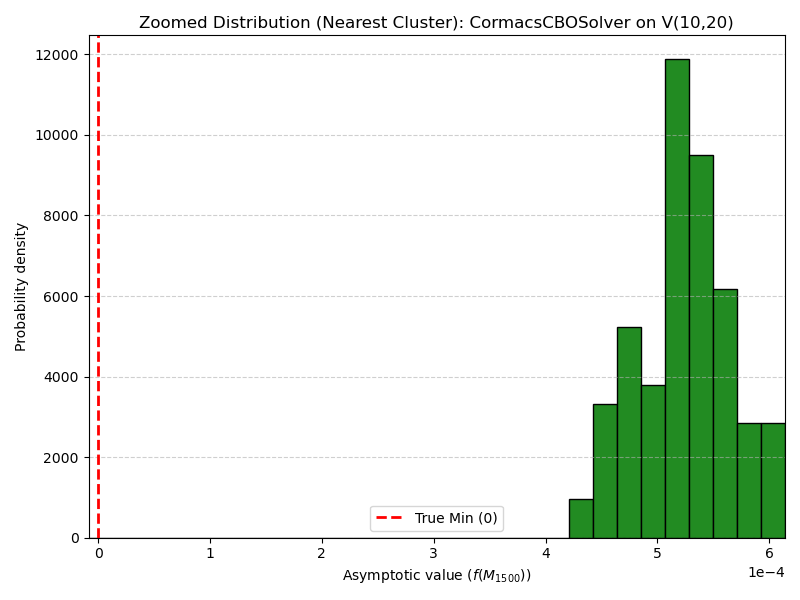 Zoomed Distribution (Nearest Cluster): CormacsCBOSolver on V(10,20)
12000
10000
8000
6000
4000
2000
0
Probability density
True Min (0)
0 1 2 3 4 5 6
1e−4
Asymptotic value (f(M₁₅₀₀))